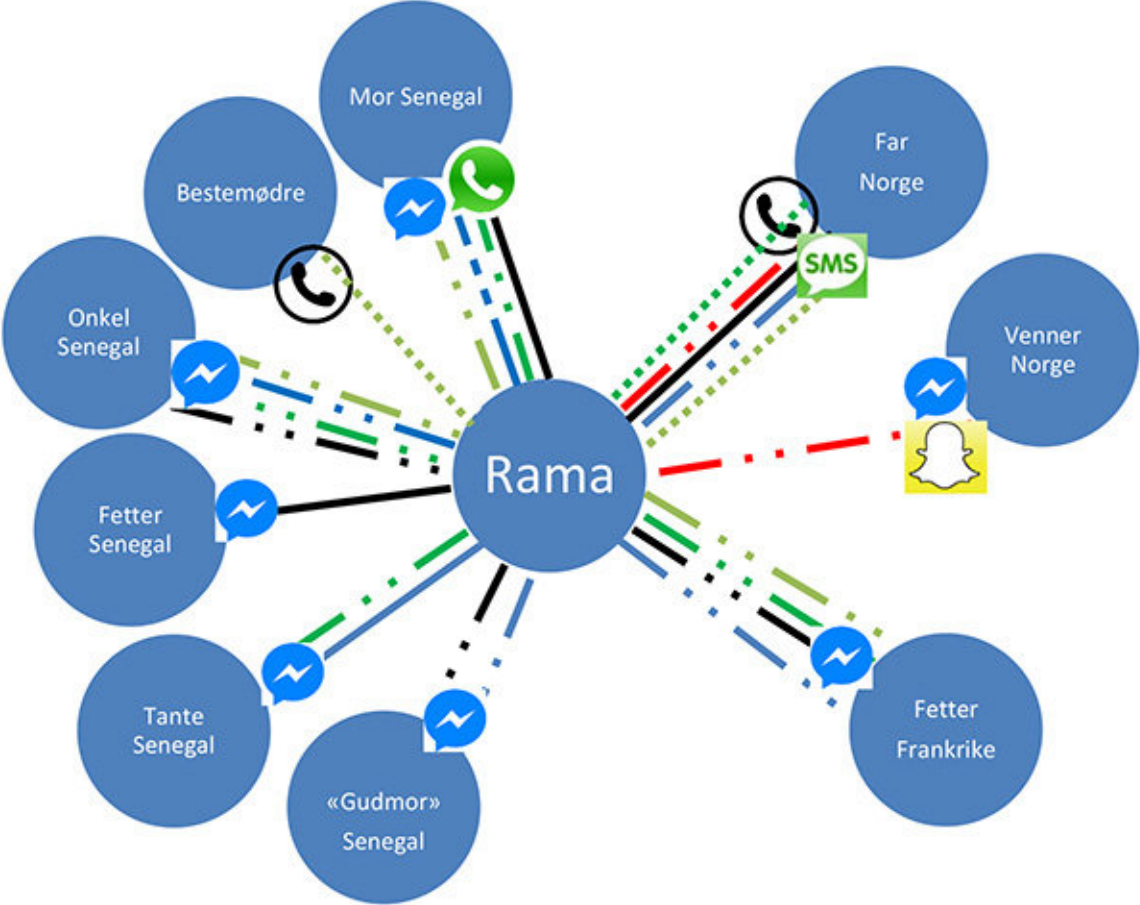 Mor Senegal
Far
Norge
Bestemødre
Onkel
Senegal
SMS
Venner
Norge
Rama
Fetter
Senegal
Tante
Senegal
«Gudmor»
Senegal
Fetter
Frankrike